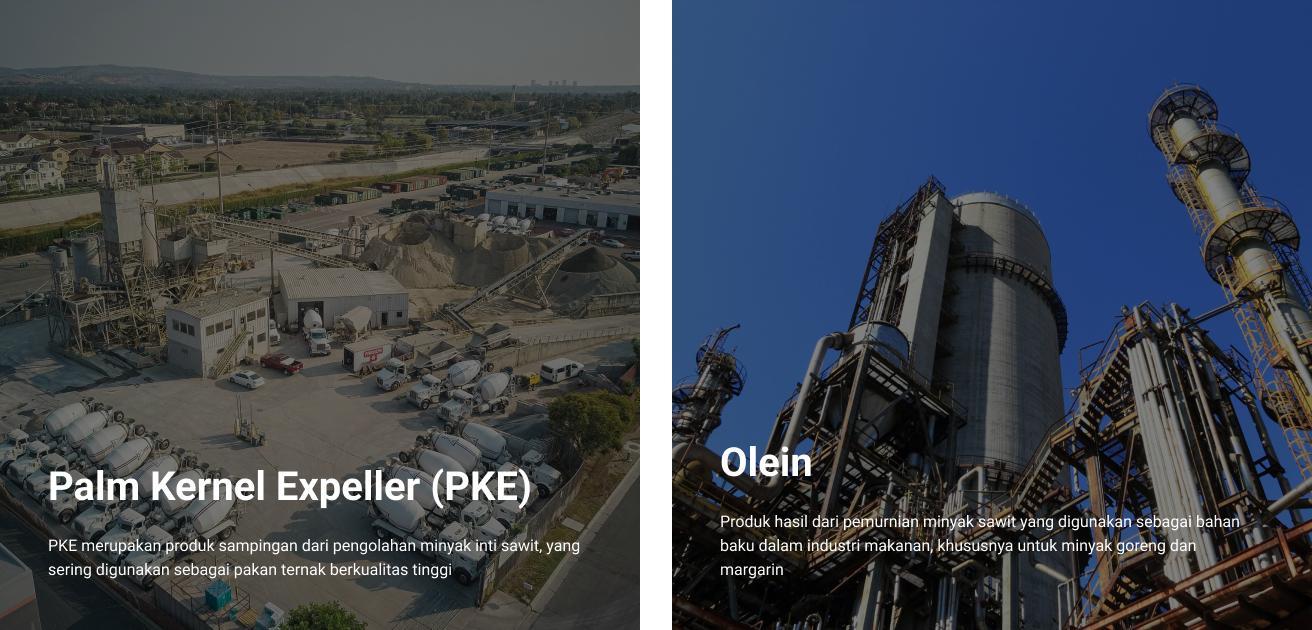 Palm Kernel Expeller (PKE)
PKE merupakan produk sampingan dari pengolahan minyak inti sawit, yang
sering digunakan sebagai pakan ternak berkualitas tinggi
Olein
Produk hasil dari pemurnian minyak sawit yang digunakan sebagai bahan
baku dalam industri makanan, khususnya untuk minyak goreng dan
margarin